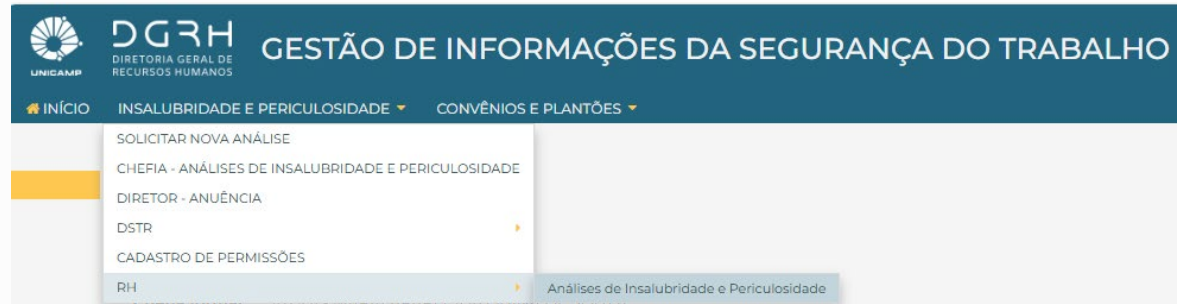 UNICAMP
DGRH
DIRETORIA GERAL DE
RECURSOS HUMANOS
GESTÃO DE INFORMAÇÕES DA SEGURANÇA DO TRABALHO
INÍCIO INSALUBRIDADE E PERICULOSIDADE CONVÊNIOS E PLANTÕES
SOLICITAR NOVA ANÁLISE
CHEFIA - ANÁLISES DE INSALUBRIDADE E PERICULOSIDADE
DIRETOR - ANUÊNCIA
DSTR
CADASTRO DE PERMISSÕES
RH Análises de Insalubridade e Periculosidade